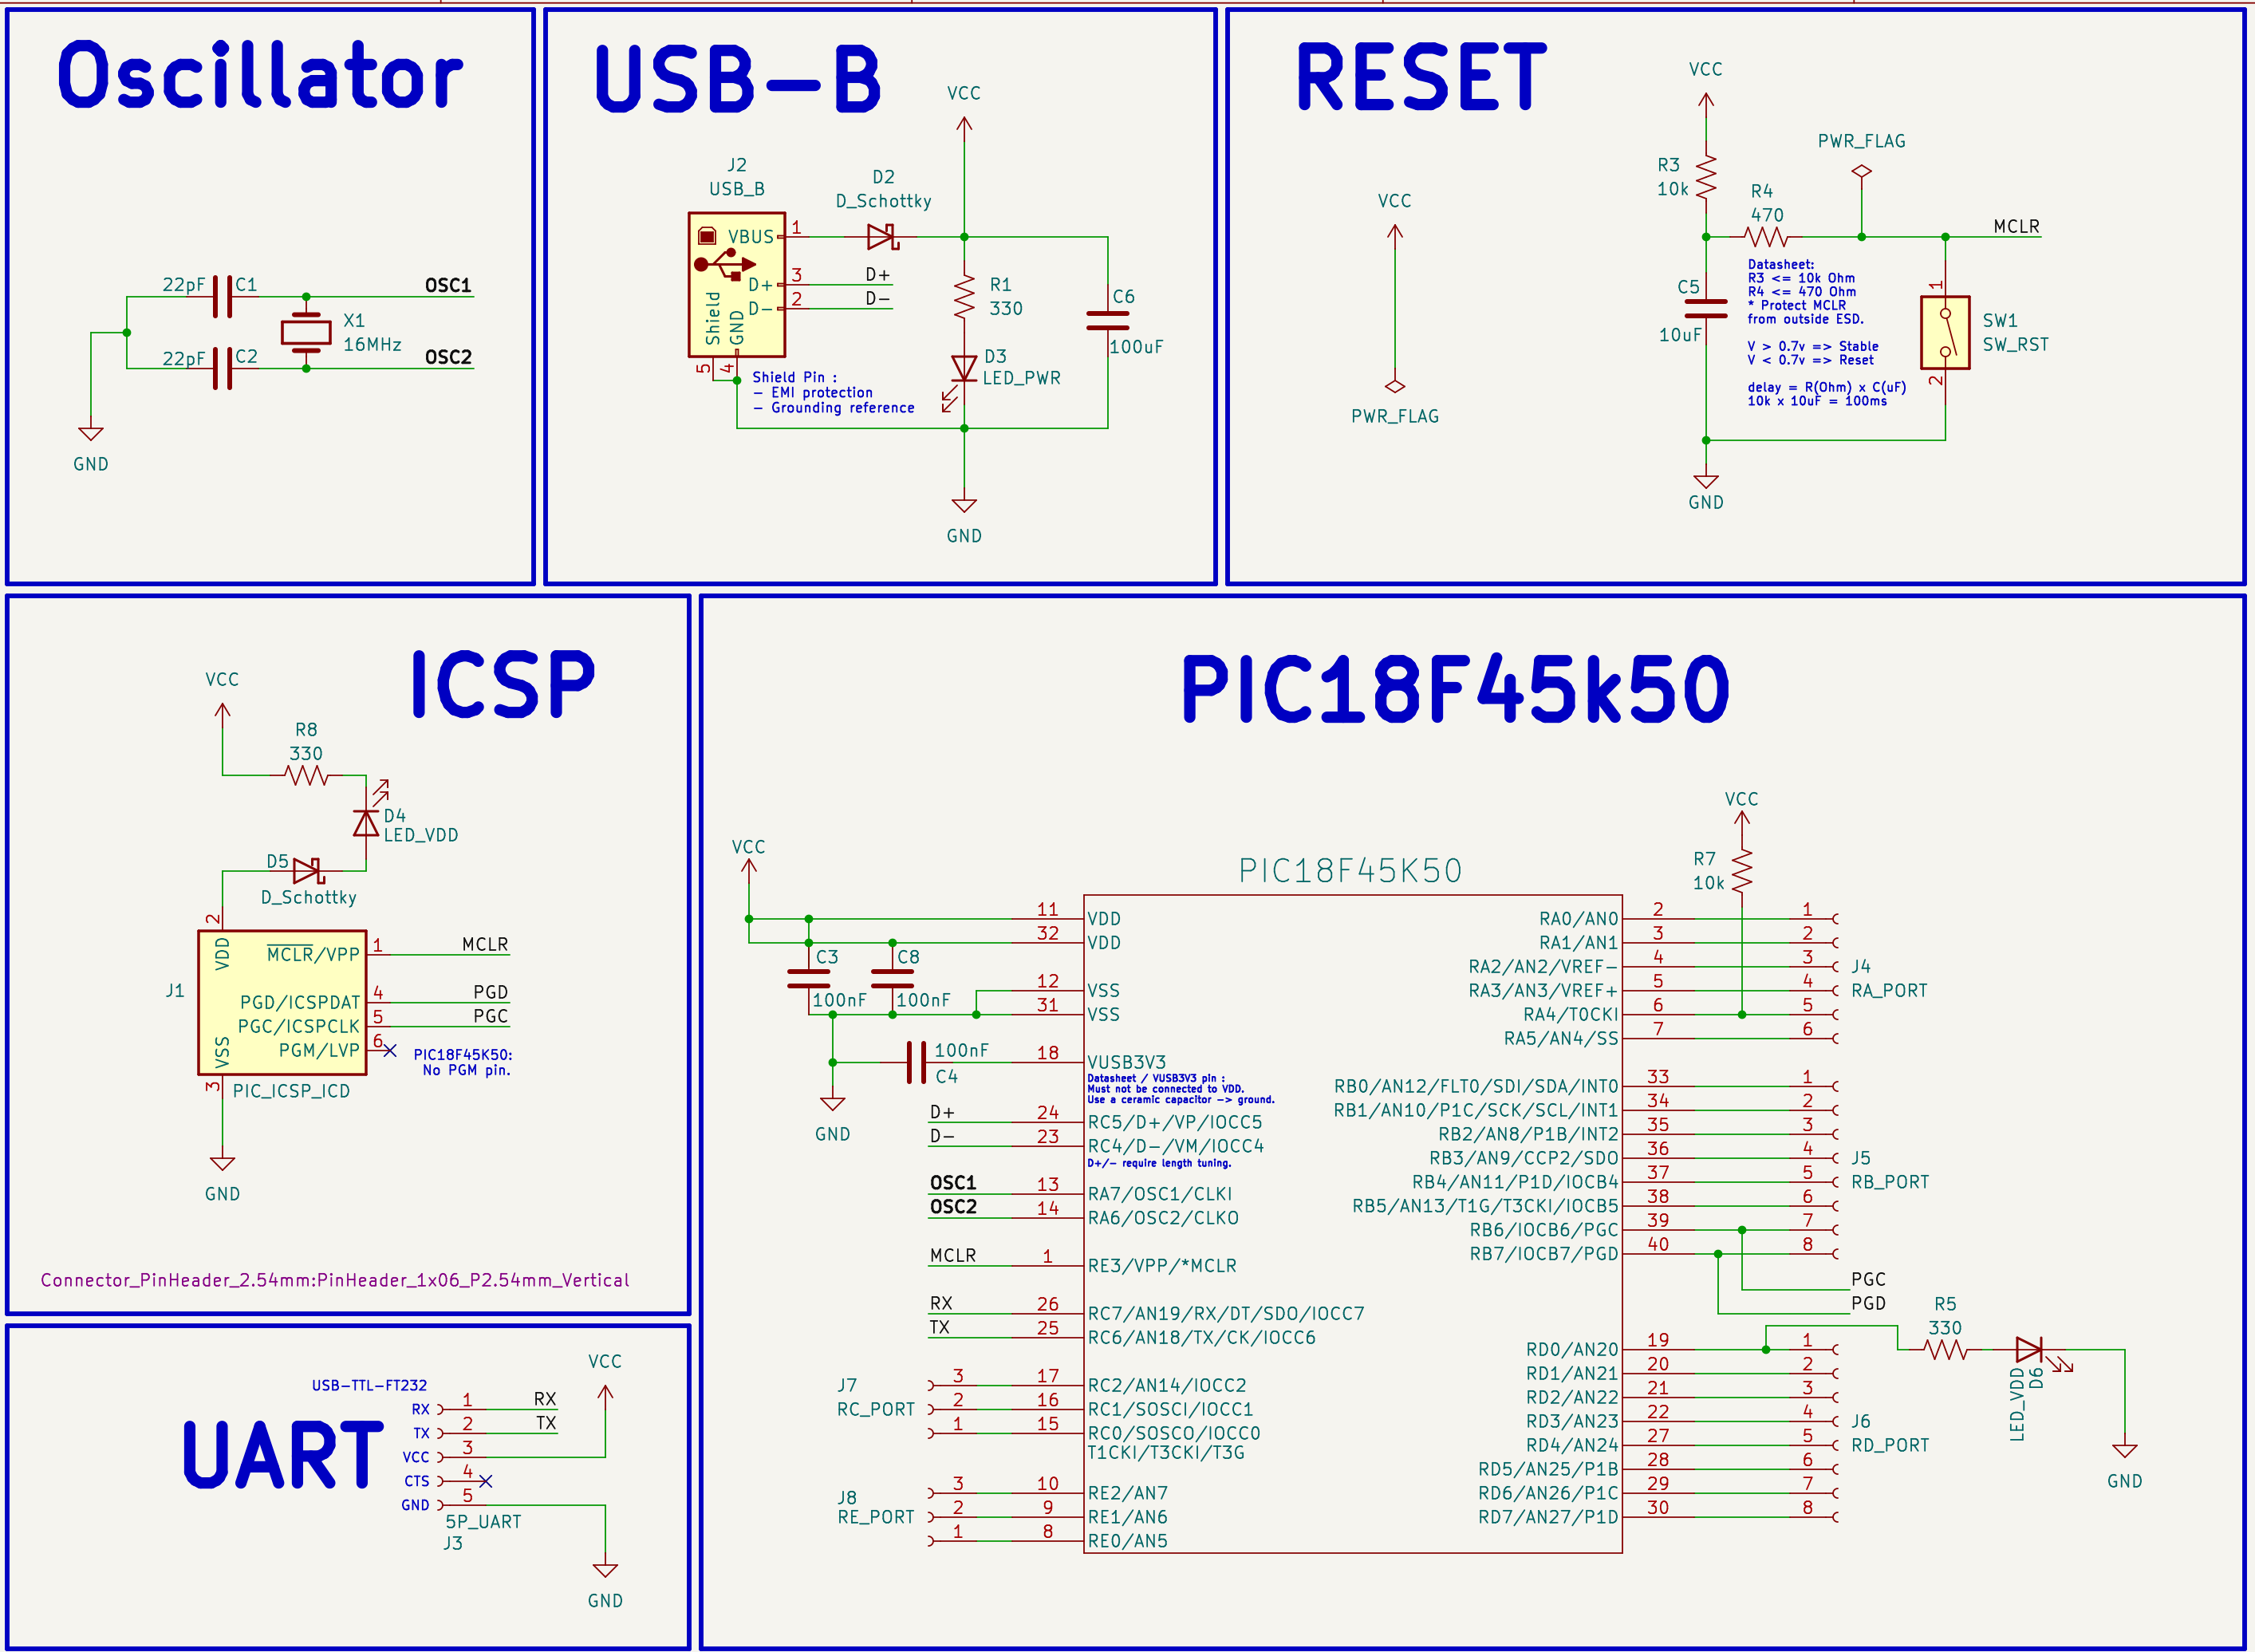 Oscillator
22pF C1
OSC1
X1
16MHz
22pF C2
OSC2
GND
USB-B
VCC
J2
USB_B
D2
D_Schottky
VBUS 1
D+ 3 D+
D- 2 D-
Shield
GND
5
4
R1
330
C6
100uF
D3
LED_PWR
Shield Pin :
- EMI protection
- Grounding reference
GND
RESET
VCC
PWR_FLAG
VCC
R3
10k
R4
470
PWR_FLAG
MCLR
C5
10uF
Datasheet:
R3 <= 10k Ohm
R4 <= 470 Ohm
* Protect MCLR
from outside ESD.
V > 0.7v => Stable
V < 0.7v => Reset
delay = R(Ohm) x C(uF)
10k x 10uF = 100ms
1
2
SW1
SW_RST
GND
ICSP
VCC
R8
330
D4
LED_VDD
D5
D_Schottky
2
VDD
J1
MCLR/VPP 1 MCLR
PGD/ICSPDAT 4 PGD
PGC/ICSPCLK 5 PGC
PGM/LVP 6
VSS
3
PIC_ICSP_ICD
PIC18F45K50:
No PGM pin.
GND
Connector_PinHeader_2.54mm:PinHeader_1x06_P2.54mm_Vertical
UART
USB-TTL-FT232
RX 1 RX
TX 2 TX
VCC 3
CTS 4
GND 5
5P_UART
J3
VCC
GND
PIC18F45k50
PIC18F45K50
VCC
11 VDD
32 VDD
C3
100nF
C8
100nF
12 VSS
31 VSS
100nF
C4
18 VUSB3V3
Datasheet / VUSB3V3 pin :
Must not be connected to VDD.
Use a ceramic capacitor -> ground.
GND
D+ 24 RC5/D+/VP/IOCC5
D- 23 RC4/D-/VM/IOCC4
D+/- require length tuning.
OSC1 13 RA7/OSC1/CLKI
OSC2 14 RA6/OSC2/CLKO
MCLR 1 RE3/VPP/*MCLR
RX 26 RC7/AN19/RX/DT/SDO/IOCC7
TX 25 RC6/AN18/TX/CK/IOCC6
J7
RC_PORT
3 17 RC2/AN14/IOCC2
2 16 RC1/SOSCI/IOCC1
1 15 RC0/SOSCO/IOCC0
T1CKI/T3CKI/T3G
J8
RE_PORT
3 10 RE2/AN7
2 9 RE1/AN6
1 8 RE0/AN5
VCC
R7
10k
RA0/AN0 2 1
RA1/AN1 3 2
RA2/AN2/VREF- 4 3
RA3/AN3/VREF+ 5 4
RA4/T0CKI 6 5
RA5/AN4/SS 7 6
J4
RA_PORT
RB0/AN12/FLT0/SDI/SDA/INT0 33 1
RB1/AN10/P1C/SCK/SCL/INT1 34 2
RB2/AN8/P1B/INT2 35 3
RB3/AN9/CCP2/SDO 36 4
RB4/AN11/P1D/IOCB4 37 5
RB5/AN13/T1G/T3CKI/IOCB5 38 6
RB6/IOCB6/PGC 39 7
RB7/IOCB7/PGD 40 8
J5
RB_PORT
PGC
PGD
R5
330
LED_VDD
D6
GND
RD0/AN20 19 1
RD1/AN21 20 2
RD2/AN22 21 3
RD3/AN23 22 4
RD4/AN24 27 5
RD5/AN25/P1B 28 6
RD6/AN26/P1C 29 7
RD7/AN27/P1D 30 8
J6
RD_PORT